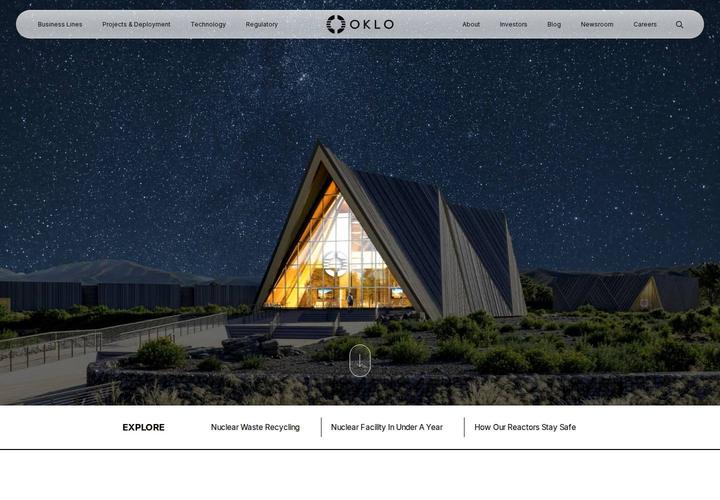 Business Lines
Projects & Deployment
Technology
Regulatory
OKLO
About
Investors
Blog
Newsroom
Careers
EXPLORE
Nuclear Waste Recycling
Nuclear Facility In Under A Year
How Our Reactors Stay Safe